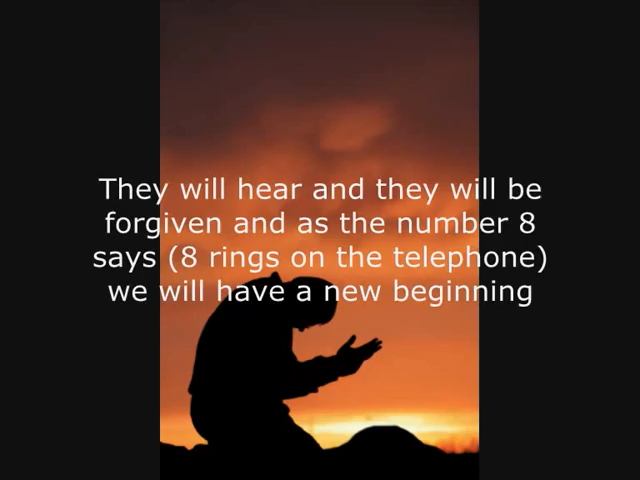 They will hear and they will be
forgiven and as the number 8
says (8 rings on the telephone)
we will have a new beginning